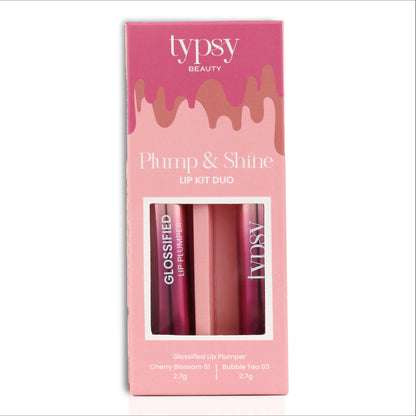 typsy
BEAUTY
Plump & Shine
LIP KIT DUO
GLOSSIFIED
LIP PLUMPER
typsy
Glossified Lip Plumper
Cherry Blossom 01 | Bubble Tea 03
2.7g | 2.7g